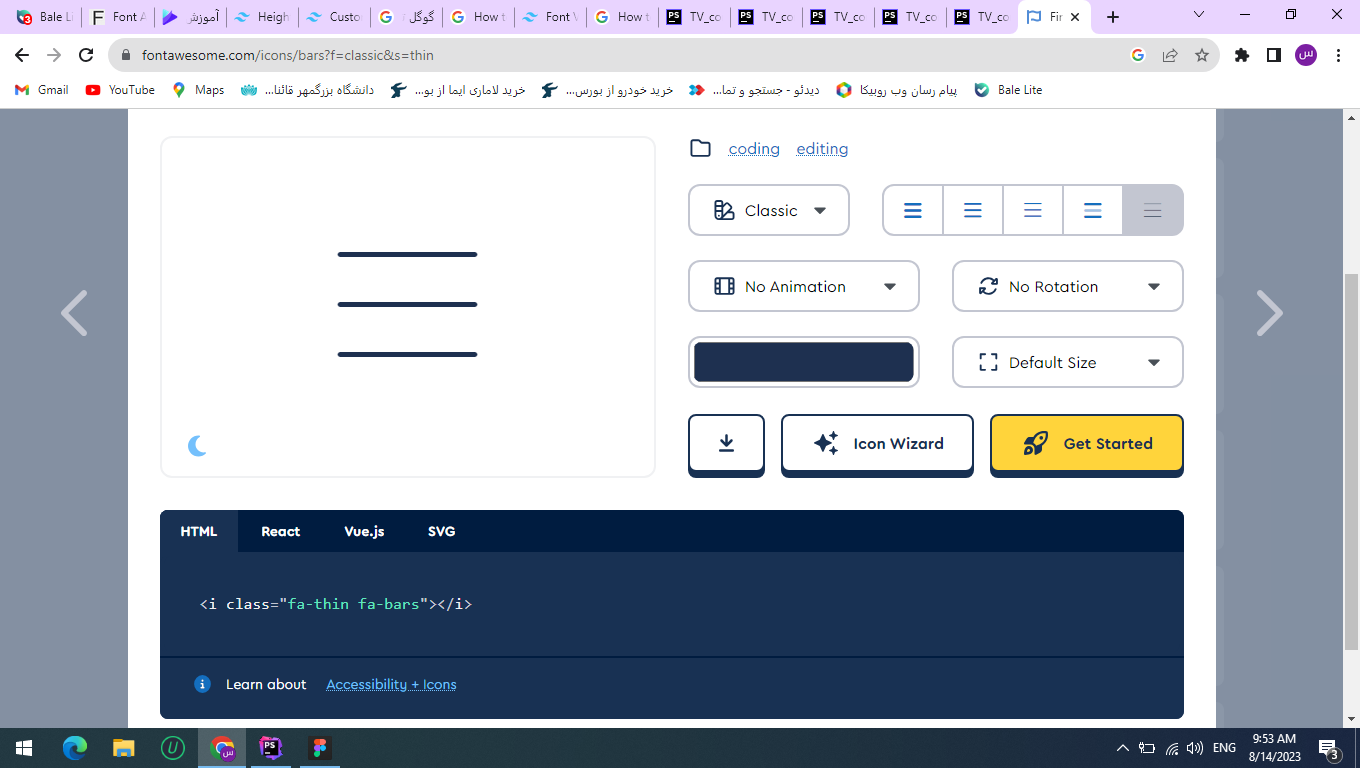 Bale Li
Font A
آموزش
Heigh
Custo
گوگل
How t
Font \
How t
TV_co
TV_co
TV_co
TV_co
TV_co
Fir
fontawesome.com/icons/bars?f=classic&s=thin
س
Gmail
YouTube
Maps
دانشگاه بزرگمهر قائنا...
خرید لاماری ایما از بو...
خرید خودرو از بورس...
دیدئو - جستجو و تما...
پیام رسان وب روبیکا
Bale Lite
coding editing
Classic
No Animation
No Rotation
Default Size
Icon Wizard
Get Started
HTML React Vue.js SVG
<i class="fa-thin fa-bars"></i>
Learn about Accessibility + Icons
ENG
9:53 AM
8/14/2023
3